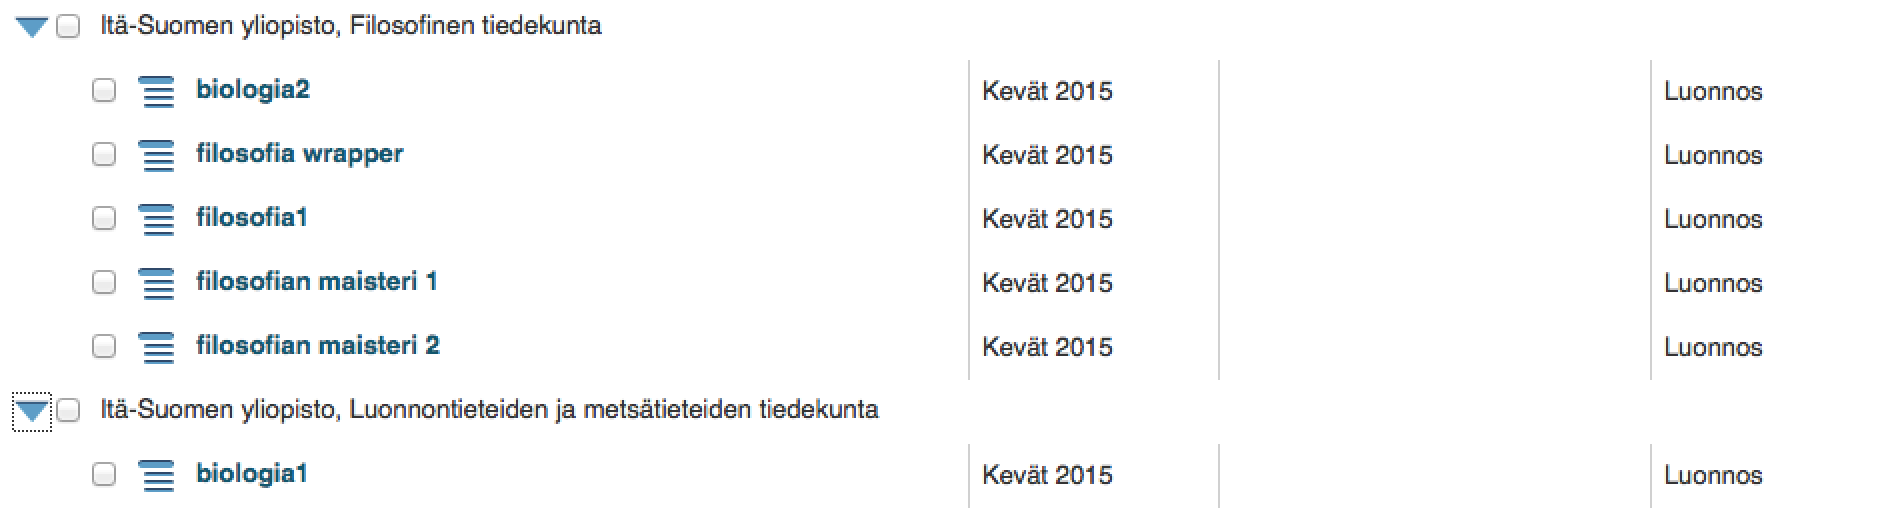 Itä-Suomen yliopisto, Filosofinen tiedekunta
biologia2 Kevät 2015 Luonnos
filosofia wrapper Kevät 2015 Luonnos
filosofia1 Kevät 2015 Luonnos
filosofian maisteri 1 Kevät 2015 Luonnos
filosofian maisteri 2 Kevät 2015 Luonnos
Itä-Suomen yliopisto, Luonnontieteiden ja metsätieteiden tiedekunta
biologia1 Kevät 2015 Luonnos